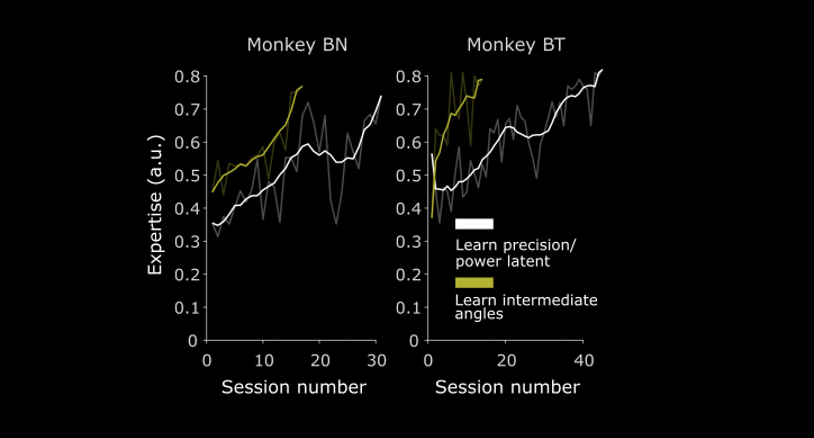 Monkey BN
Monkey BT
Expertise (a.u.)
0.8
0.7
0.6
0.5
0.4
0.3
0.2
0.1
0
0 10 20 30
Session number
0.8
0.7
0.6
0.5
0.4
0.3
0.2
0.1
0
0 20 40
Session number
Learn precision/
power latent
Learn intermediate
angles